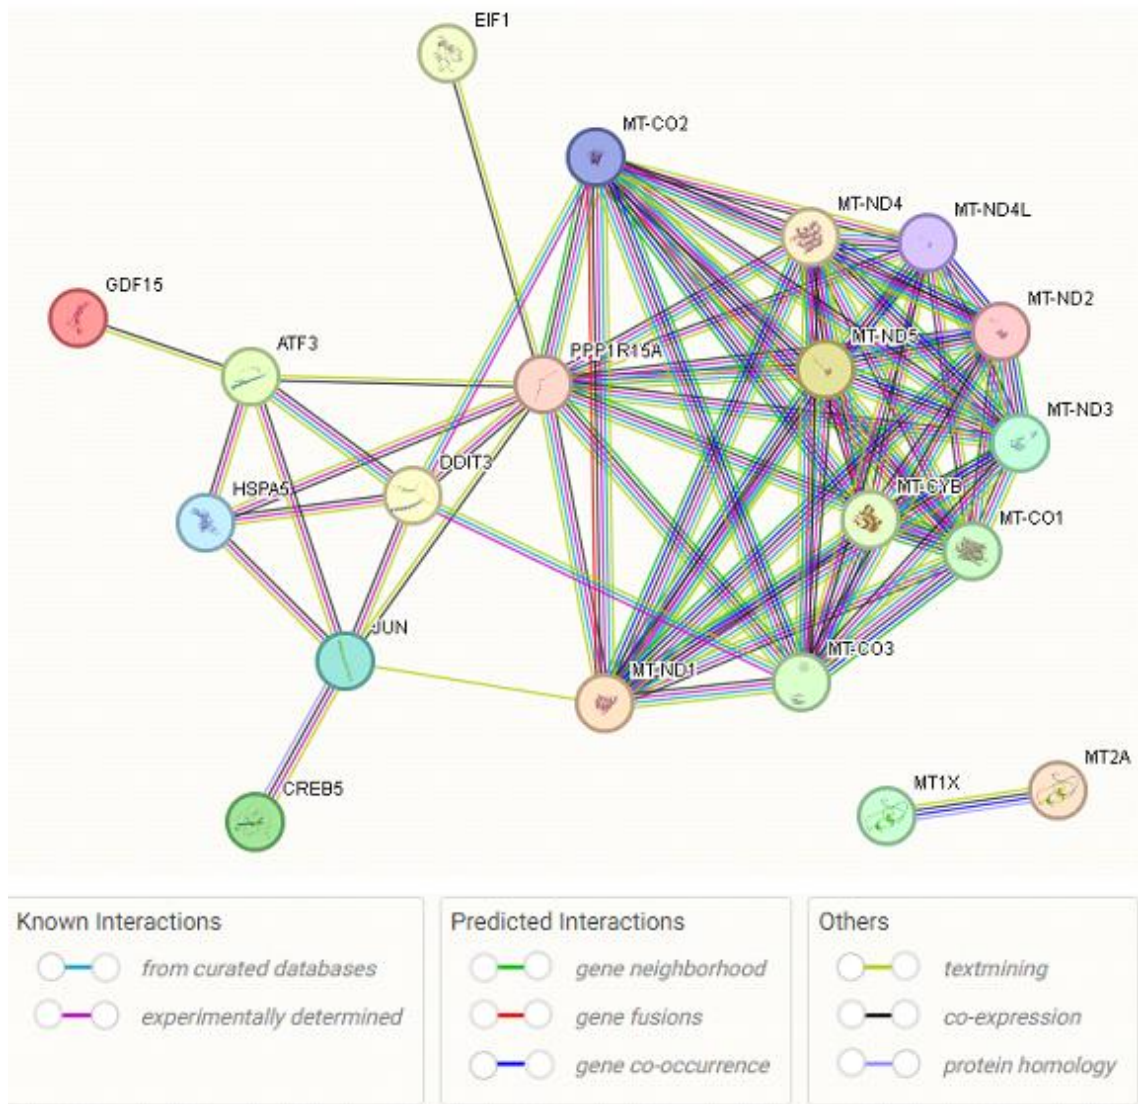 EIF1
MT-CO2
MT-ND4
MT-ND4L
GDF15
MT-ND2
ATF3
PPP1R15A
MT-ND5
MT-ND3
DDIT3
HSPA5
MT-CYB
MT-CO1
JUN
MT-CO3
MT-ND1
CREB5
MT1X
MT2A
Known Interactions
from curated databases
experimentally determined
Predicted Interactions
gene neighborhood
gene fusions
gene co-occurrence
Others
textmining
co-expression
protein homology